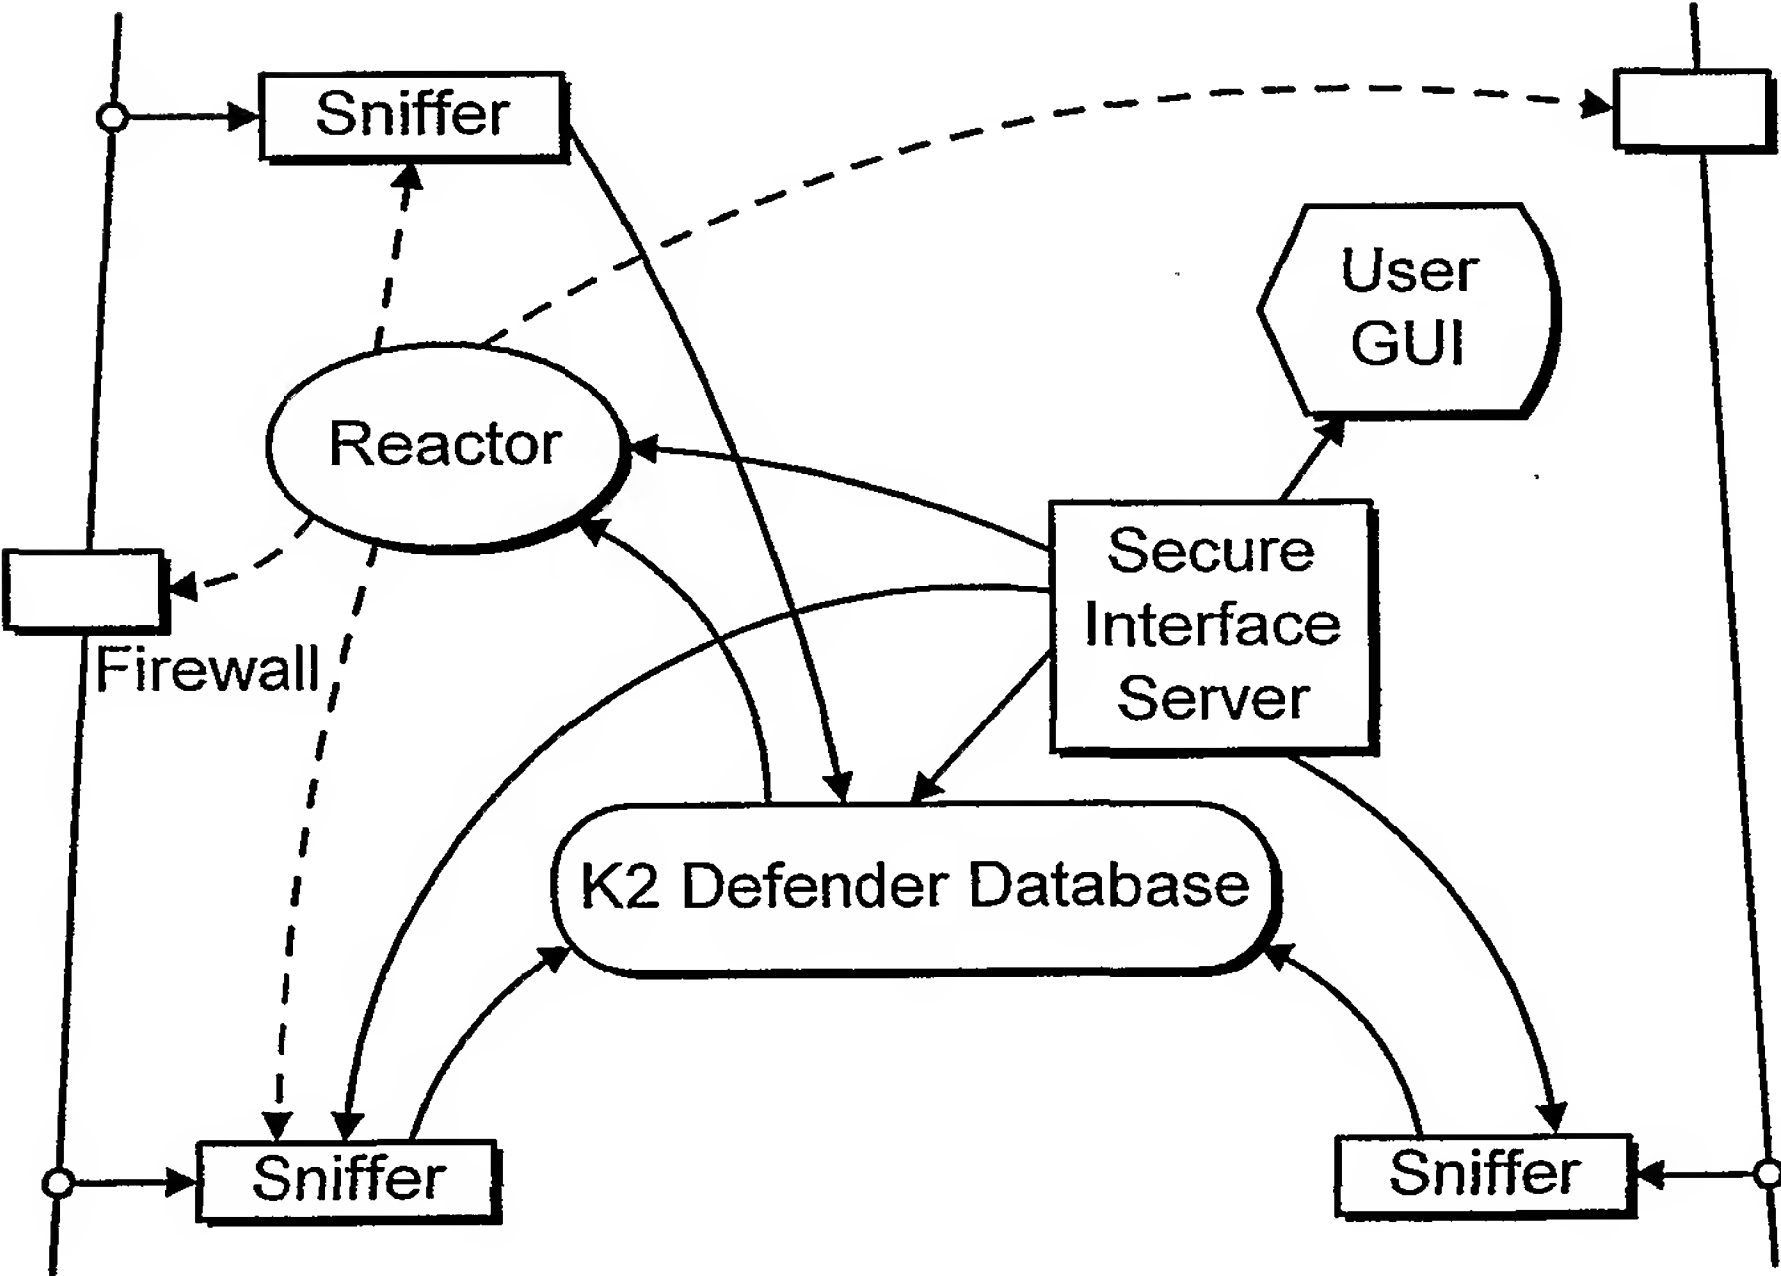 Sniffer
User
GUI
Reactor
Secure
Interface
Server
Firewall
K2 Defender Database
Sniffer
Sniffer